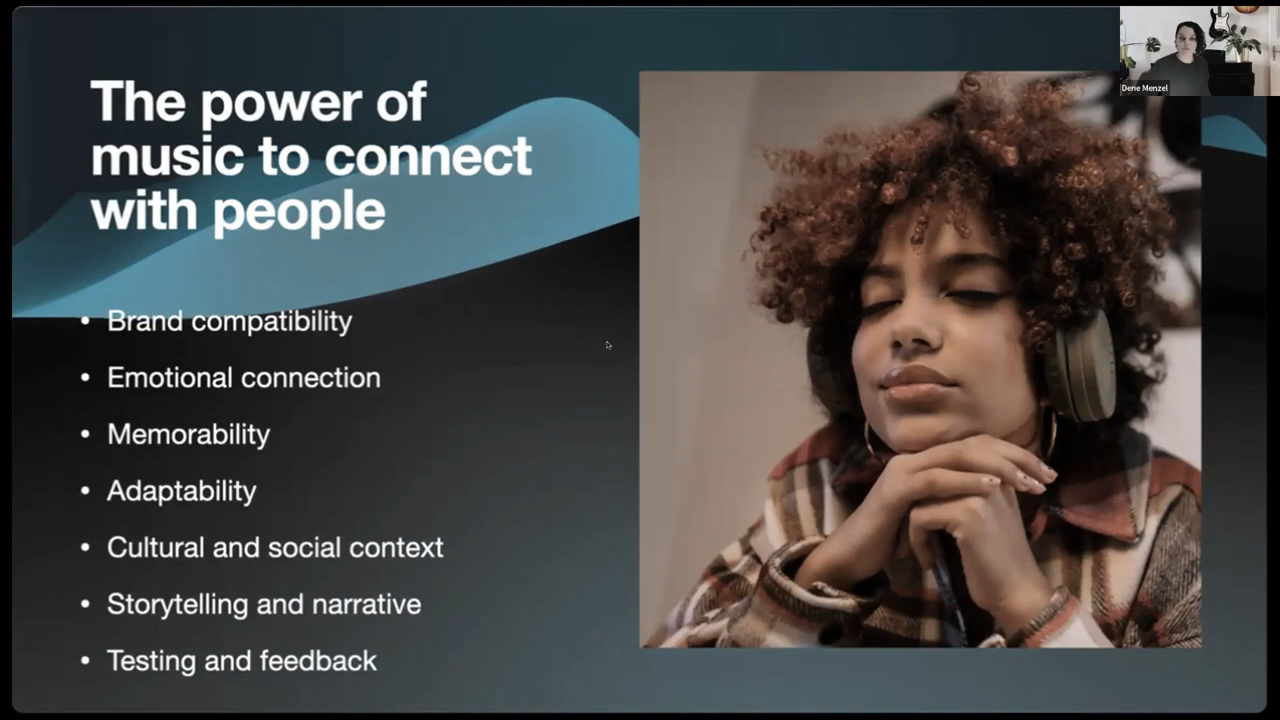 The power of
music to connect
with people
• Brand compatibility
• Emotional connection
• Memorability
• Adaptability
• Cultural and social context
• Storytelling and narrative
• Testing and feedback
Dene Menzel